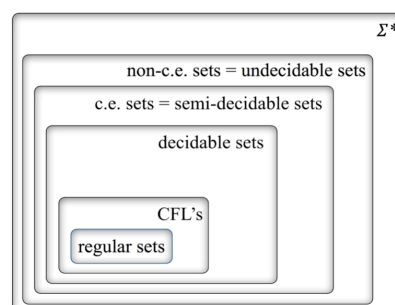 Σ*
non-c.e. sets = undecidable sets
c.e. sets = semi-decidable sets
decidable sets
CFL's
regular sets